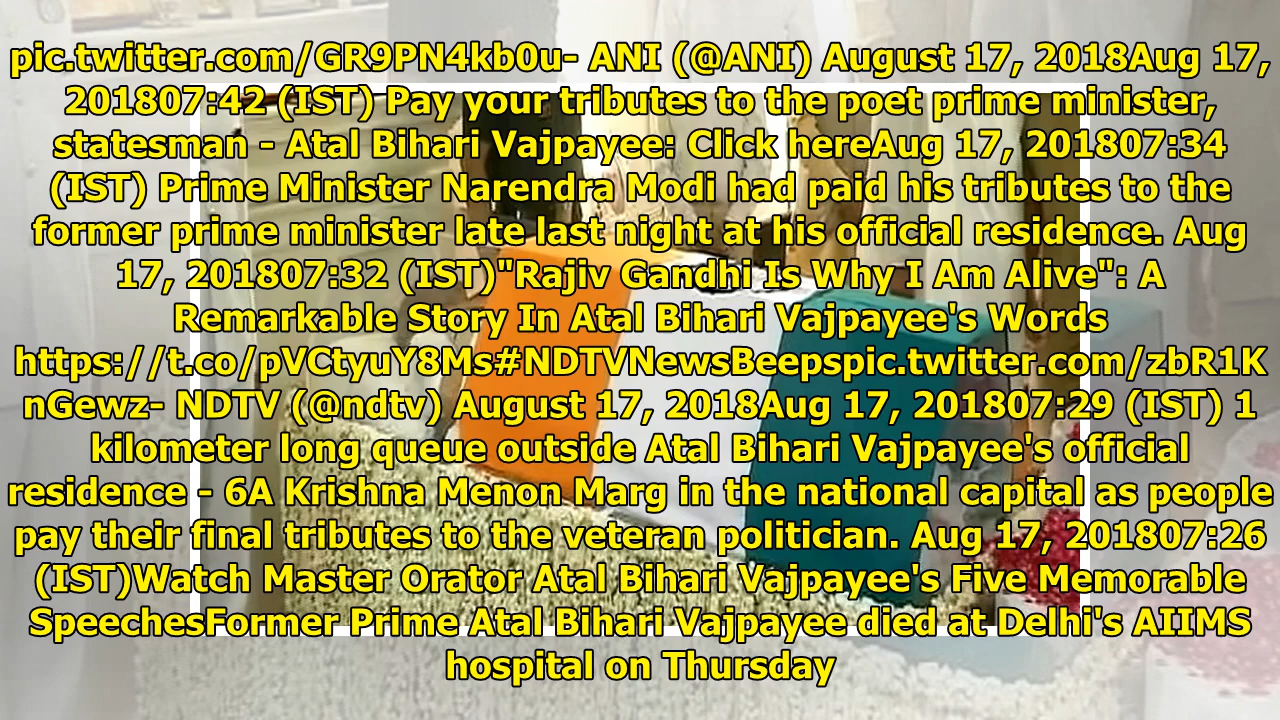 pic.twitter.com/GR9PN4kb0u- ANI (@ANI) August 17, 2018Aug 17,
201807:42 (IST) Pay your tributes to the poet prime minister,
statesman - Atal Bihari Vajpayee: Click hereAug 17, 201807:34
(IST) Prime Minister Narendra Modi had paid his tributes to the
former prime minister late last night at his official residence. Aug
17, 201807:32 (IST)"Rajiv Gandhi Is Why I Am Alive": A
Remarkable Story In Atal Bihari Vajpayee's Words
https://t.co/pVCtyuY8Ms#NDTVNewsBeepspic.twitter.com/zbR1K
nGewz- NDTV (@ndtv) August 17, 2018Aug 17, 201807:29 (IST) 1
kilometer long queue outside Atal Bihari Vajpayee's official
residence - 6A Krishna Menon Marg in the national capital as people
pay their final tributes to the veteran politician. Aug 17, 201807:26
(IST)Watch Master Orator Atal Bihari Vajpayee's Five Memorable
SpeechesFormer Prime Atal Bihari Vajpayee died at Delhi's AIIMS
hospital on Thursday